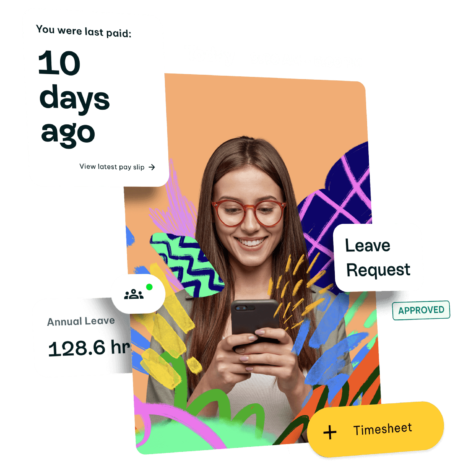 You were last paid:
10
days
ago
View latest pay slip →
Leave
Request
APPROVED
Annual Leave
128.6 hr
+ Timesheet